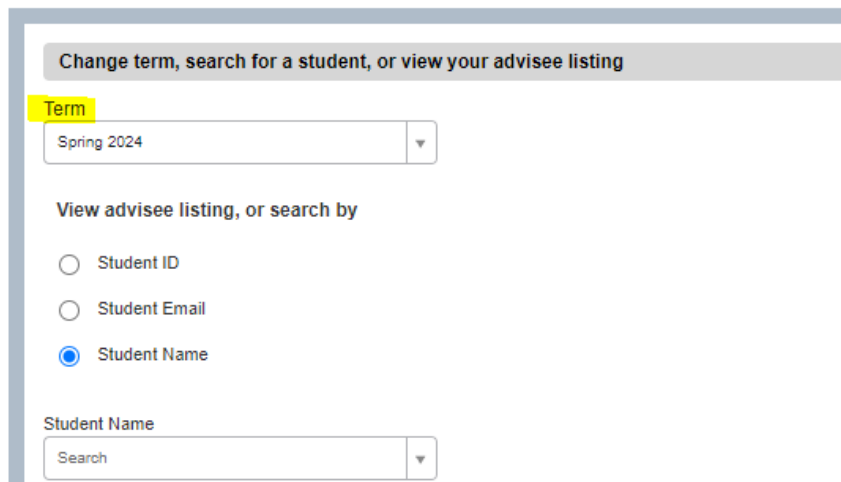 Change term, search for a student, or view your advisee listing
Term
Spring 2024
View advisee listing, or search by
Student ID
Student Email
Student Name
Student Name
Search